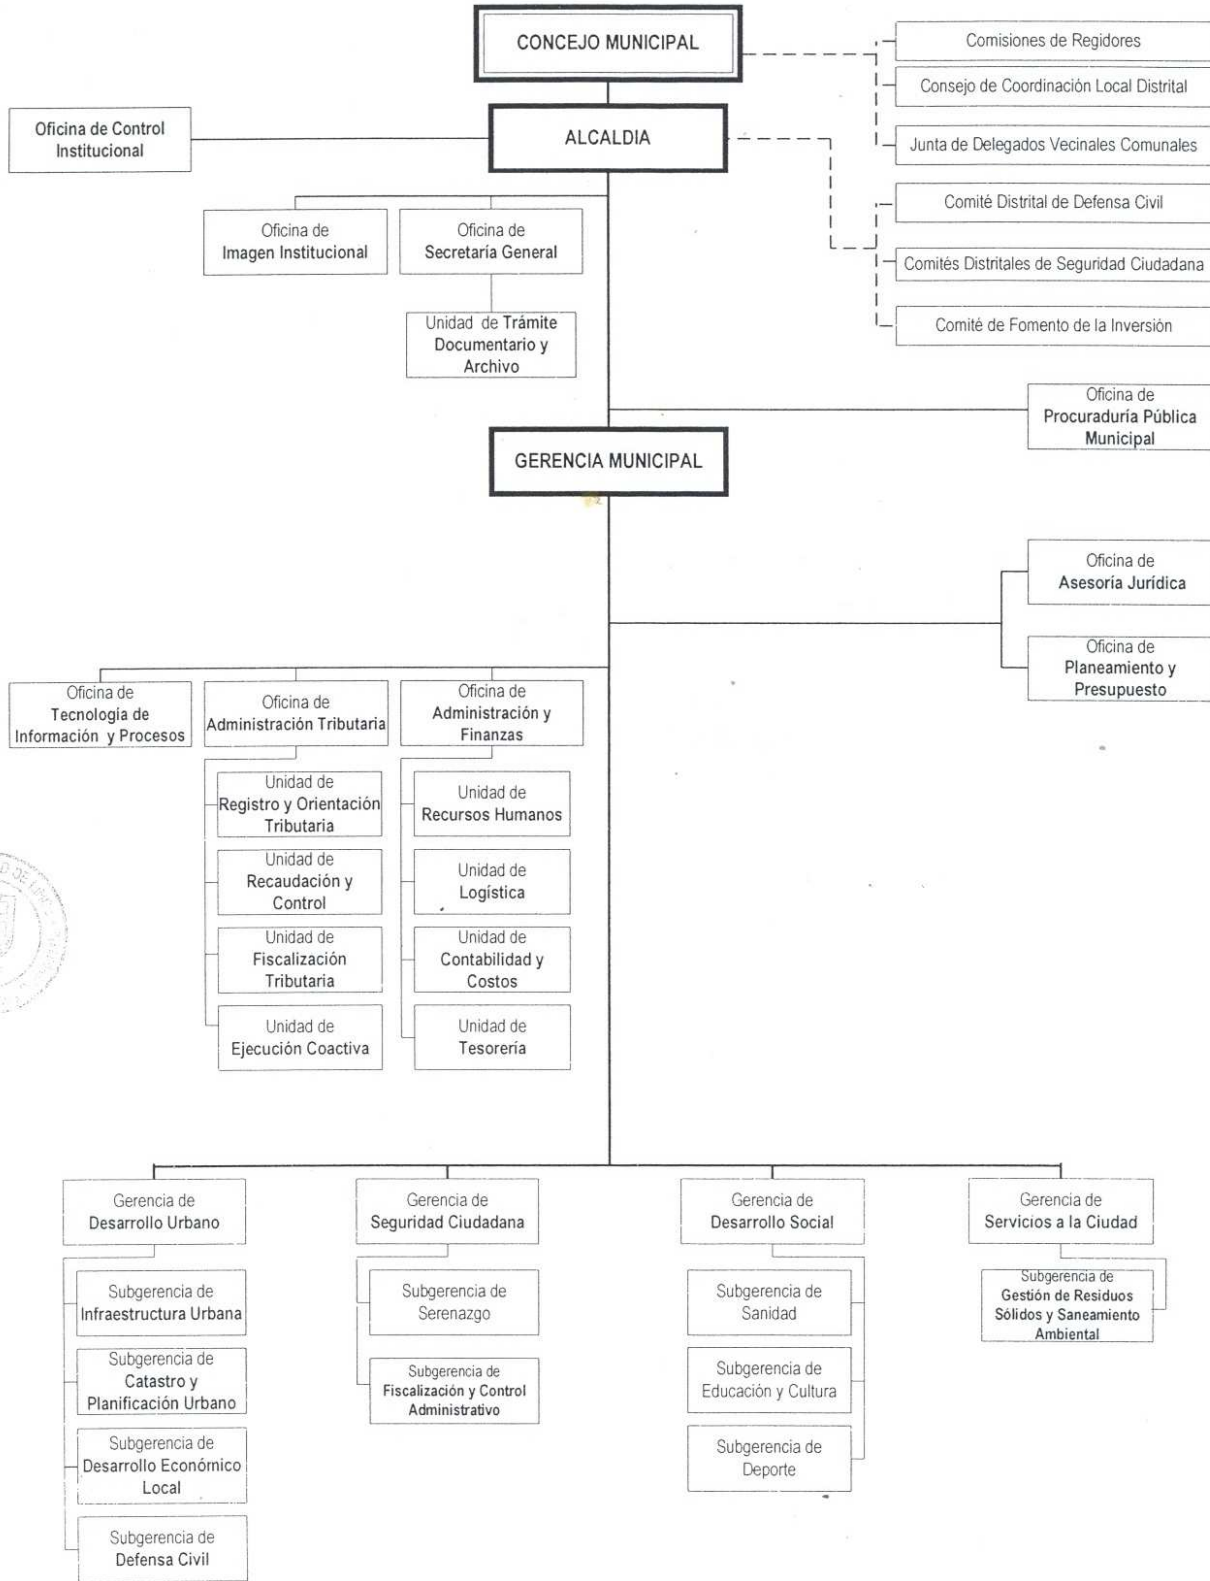 CONCEJO MUNICIPAL
Comisiones de Regidores
Consejo de Coordinación Local Distrital
Junta de Delegados Vecinales Comunales
Oficina de Control
Institucional
ALCALDIA
Comité Distrital de Defensa Civil
Comités Distritales de Seguridad Ciudadana
Comité de Fomento de la Inversión
Oficina de
Imagen Institucional
Oficina de
Secretaría General
Unidad de Trámite
Documentario y
Archivo
Oficina de
Procuraduría Pública
Municipal
GERENCIA MUNICIPAL
Oficina de
Asesoría Jurídica
Oficina de
Planeamiento y
Presupuesto
Oficina de
Tecnología de
Información y Procesos
Oficina de
Administración Tributaria
Oficina de
Administración y
Finanzas
Unidad de
Registro y Orientación
Tributaria
Unidad de
Recaudación y
Control
Unidad de
Fiscalización
Tributaria
Unidad de
Ejecución Coactiva
Unidad de
Recursos Humanos
Unidad de
Logística
Unidad de
Contabilidad y
Costos
Unidad de
Tesorería
Gerencia de
Desarrollo Urbano
Subgerencia de
Infraestructura Urbana
Subgerencia de
Catastro y
Planificación Urbano
Subgerencia de
Desarrollo Económico
Local
Subgerencia de
Defensa Civil
Gerencia de
Seguridad Ciudadana
Subgerencia de
Serenazgo
Subgerencia de
Fiscalización y Control
Administrativo
Gerencia de
Desarrollo Social
Subgerencia de
Sanidad
Subgerencia de
Educación y Cultura
Subgerencia de
Deporte
Gerencia de
Servicios a la Ciudad
Subgerencia de
Gestión de Residuos
Sólidos y Saneamiento
Ambiental